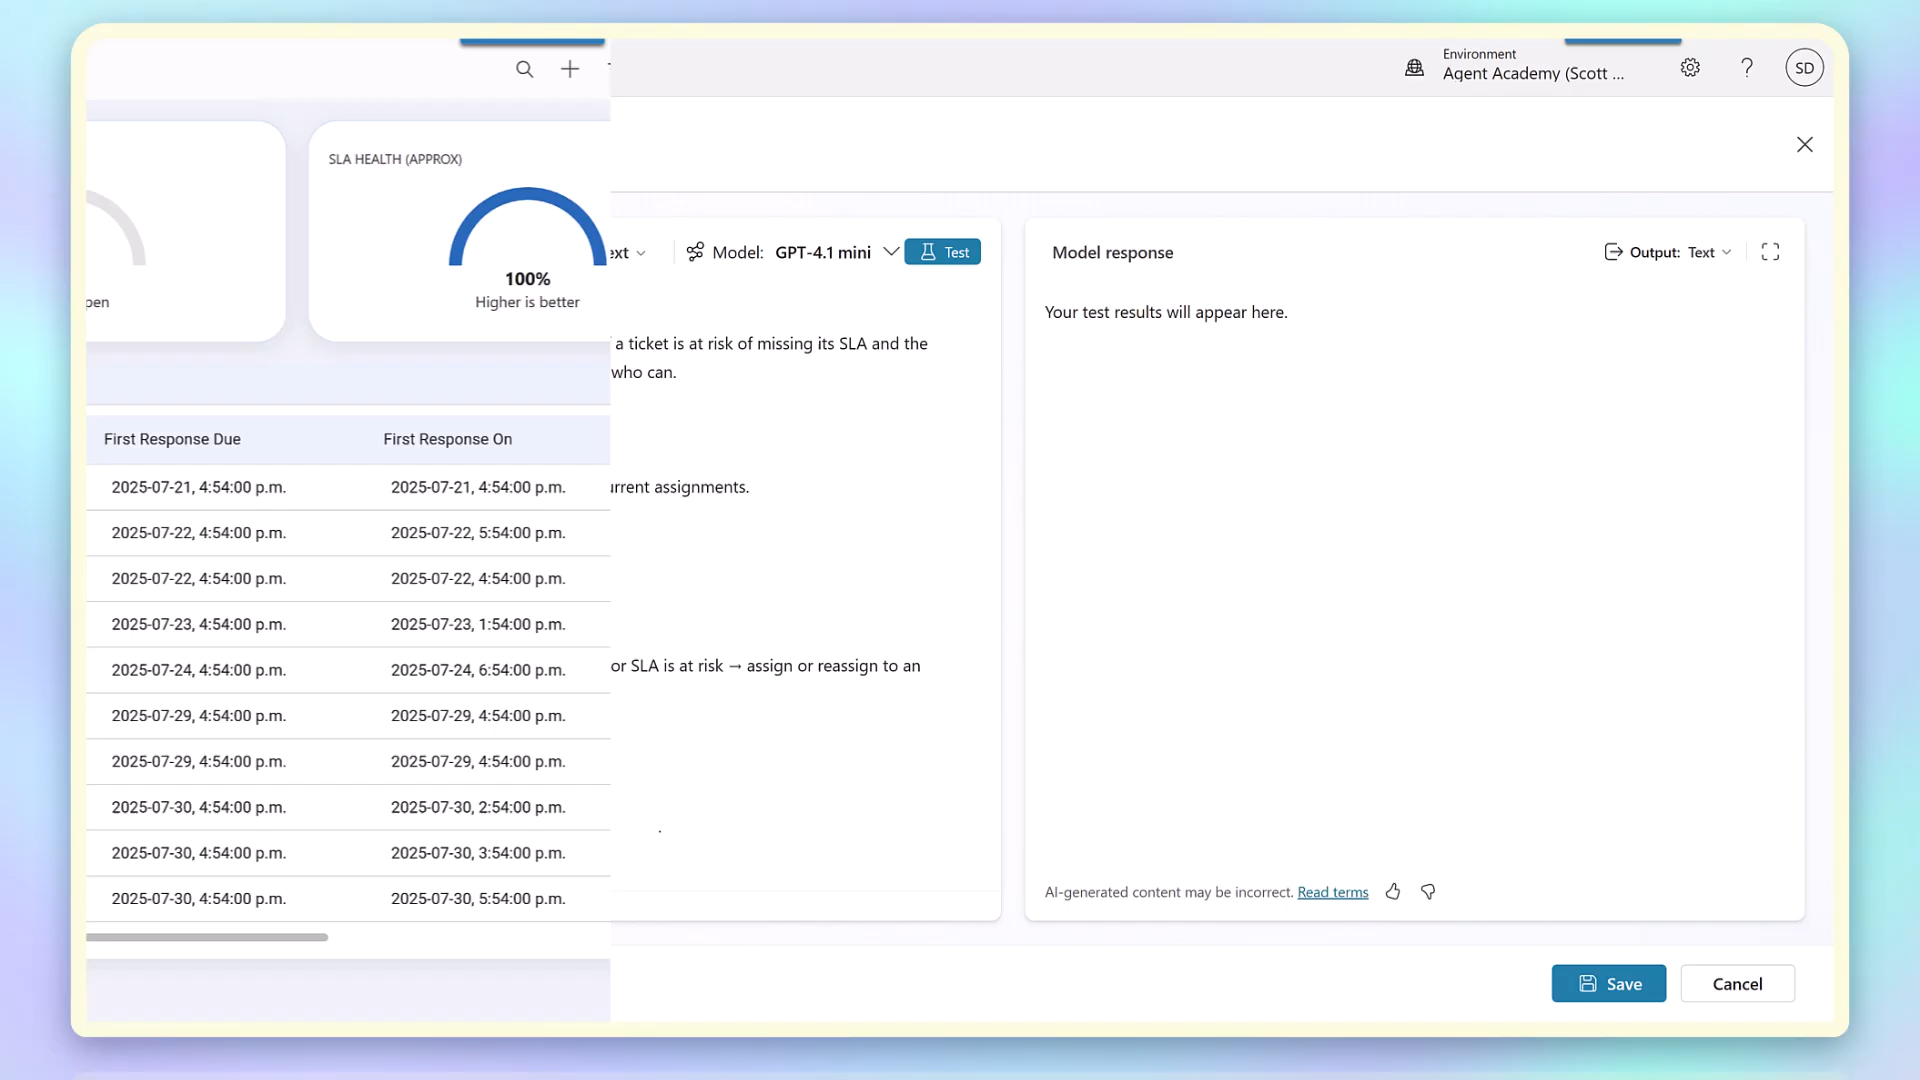 Environment
Agent Academy (Scott ...
SD
SLA HEALTH (APPROX)
100%
Higher is better
Model: GPT-4.1 mini
Test
Model response
Output: Text
Your test results will appear here.
a ticket is at risk of missing its SLA and the
who can.
First Response Due
First Response On
2025-07-21, 4:54:00 p.m.
2025-07-21, 4:54:00 p.m.
assignments.
2025-07-22, 4:54:00 p.m.
2025-07-22, 5:54:00 p.m.
2025-07-22, 4:54:00 p.m.
2025-07-22, 4:54:00 p.m.
2025-07-23, 4:54:00 p.m.
2025-07-23, 1:54:00 p.m.
2025-07-24, 4:54:00 p.m.
2025-07-24, 6:54:00 p.m.
or SLA is at risk → assign or reassign to an
2025-07-29, 4:54:00 p.m.
2025-07-29, 4:54:00 p.m.
2025-07-29, 4:54:00 p.m.
2025-07-29, 4:54:00 p.m.
2025-07-30, 4:54:00 p.m.
2025-07-30, 2:54:00 p.m.
2025-07-30, 4:54:00 p.m.
2025-07-30, 3:54:00 p.m.
2025-07-30, 4:54:00 p.m.
2025-07-30, 5:54:00 p.m.
AI-generated content may be incorrect. Read terms
Save
Cancel